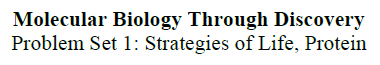 Molecular Biology Through Discovery
Problem Set 1: Strategies of Life, Protein